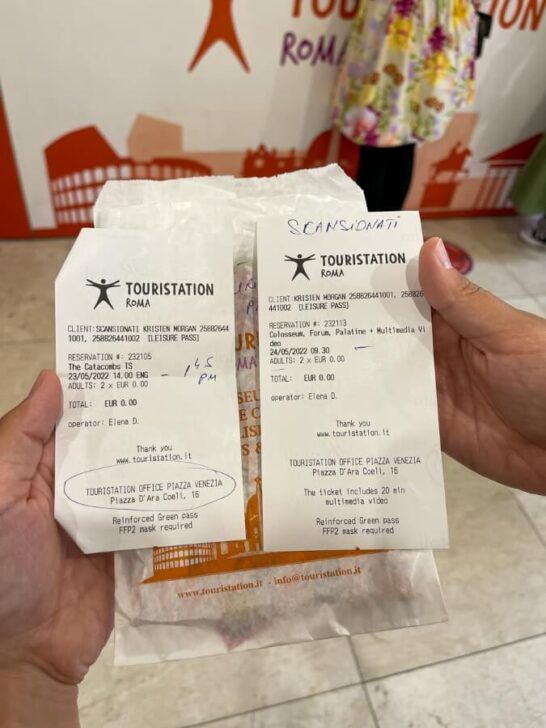 TOURISTATION
ROMA
SCANSIONATI
TOURISTATION
ROMA
CLIENT:SCANSIONATI KRISTEN MORGAN 25882644
1001, 258826441002 [LEISURE PASS]
RESERVATION #: 232105
The Catacombs TS
23/05/2022 14.00 ENG - 1 45
PM
ADULTS: 2 x EUR 0.00
TOTAL: EUR 0.00
operator: Elena D.
Thank you
www.touristation.it
TOURISTATION OFFICE PIAZZA VENEZIA
Piazza D'Ara Coeli, 16
Reinforced Green pass
FFP2 mask required
TOURISTATION
ROMA
CLIENT:KRISTEN MORGAN 258826441001, 258826
441002 [LEISURE PASS]
RESERVATION #: 232113
Colosseum, Forum, Palatine + Multimedia Vi
deo
24/05/2022 09.30
ADULTS: 2 x EUR 0.00
TOTAL: EUR 0.00
operator: Elena D.
Thank you
www.touristation.it
TOURISTATION OFFICE PIAZZA VENEZIA
Piazza D'Ara Coeli, 16
The ticket includes 20 min
multimedia video
Reinforced Green pass
FFP2 mask required
www.touristation.it - info@touristation.it